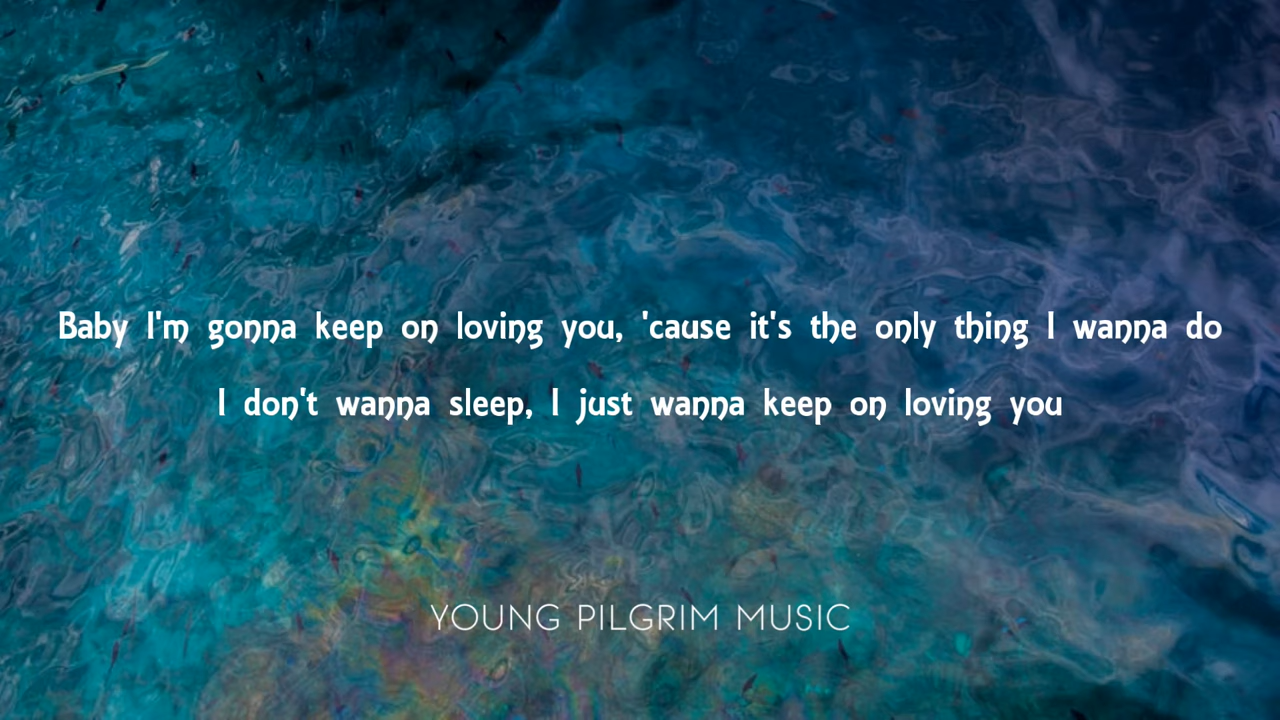 Baby I'm gonna keep on loving you, 'cause it's the only thing I wanna do
I don't wanna sleep, I just wanna keep on loving you
YOUNG PILGRIM MUSIC